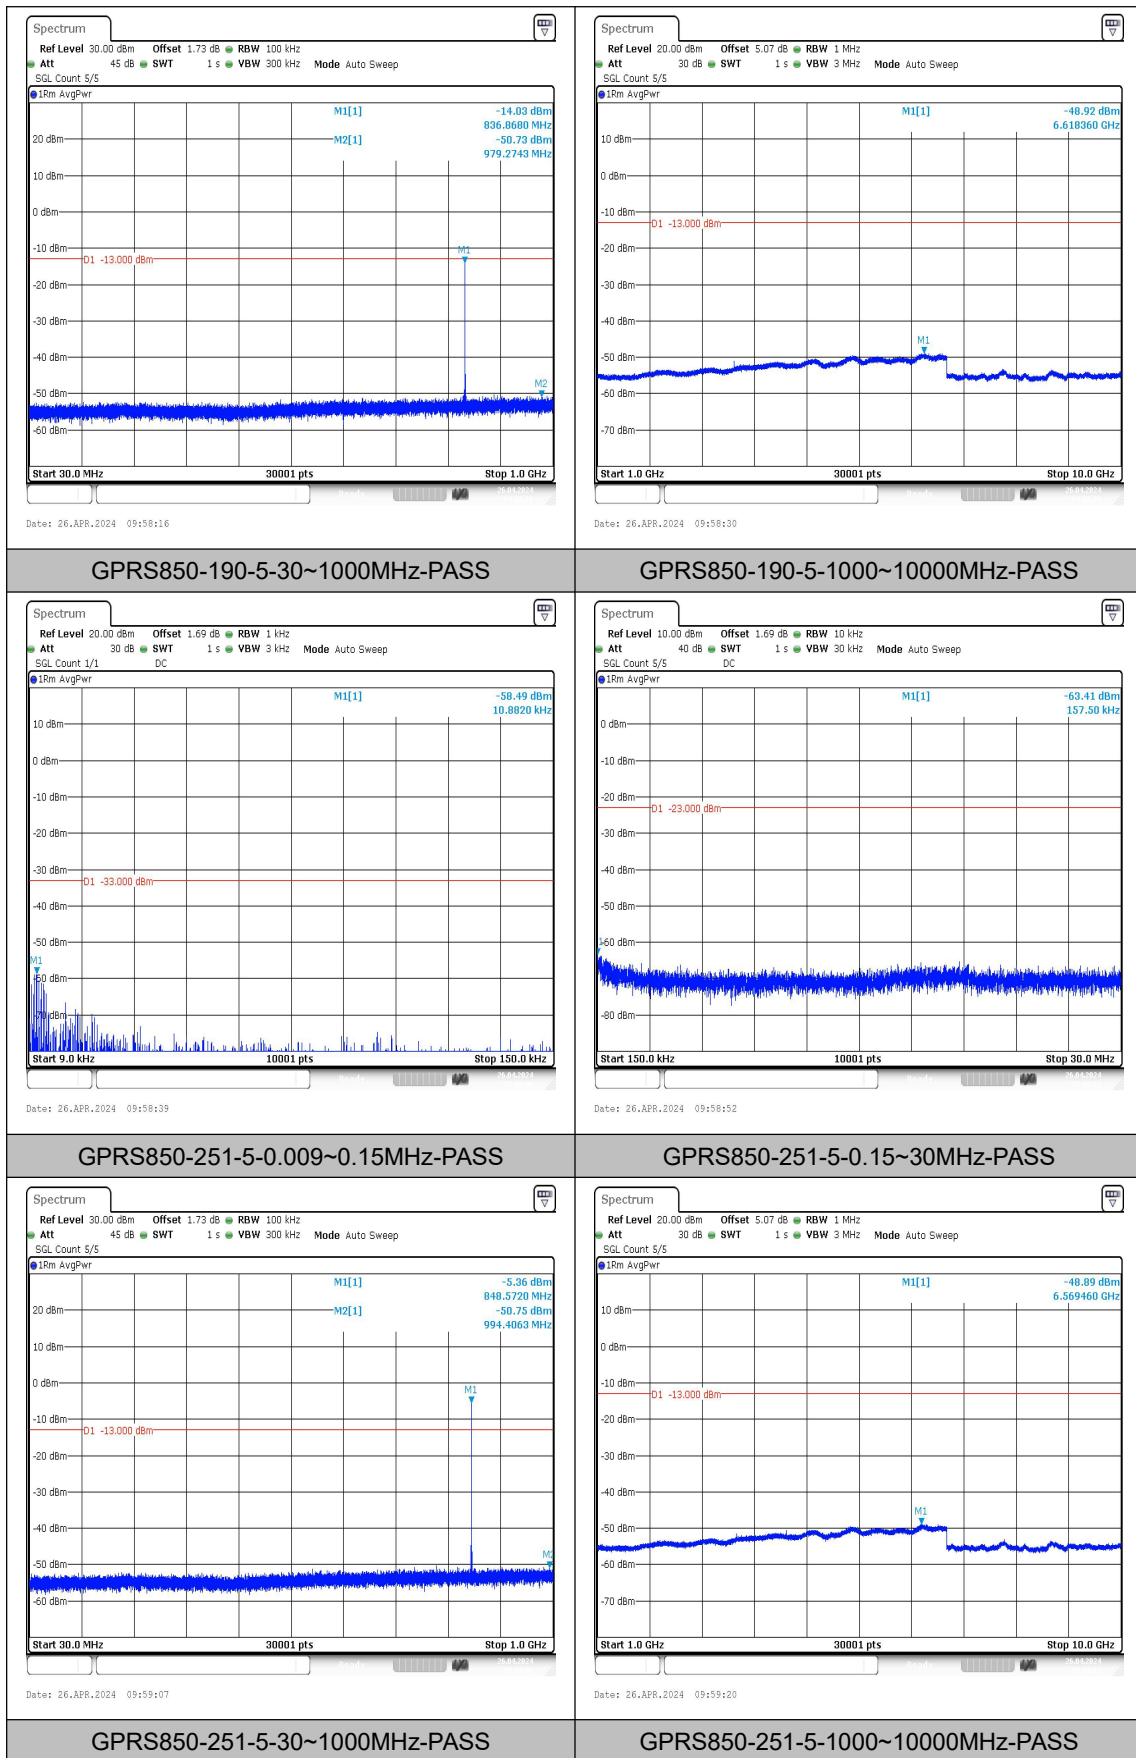 Spectrum
Ref Level 30.00 dBm Offset 1.73 dB RBW 100 kHz
Att 45 dB SWT 1 s VBW 300 kHz Mode Auto Sweep
SGL Count 5/5
1Rm AvgPwr
M1[1] -14.03 dBm
836.8680 MHz
M2[1] -50.73 dBm
979.2743 MHz
20 dBm
10 dBm
0 dBm
-10 dBm
M1
D1 -13.000 dBm
-20 dBm
-30 dBm
-40 dBm
M2
-50 dBm
-60 dBm
Start 30.0 MHz 30001 pts Stop 1.0 GHz
26.04.2024
Date: 26.APR.2024 09:58:16
GPRS850-190-5-30~1000MHz-PASS
Spectrum
Ref Level 20.00 dBm Offset 5.07 dB RBW 1 MHz
Att 30 dB SWT 1 s VBW 3 MHz Mode Auto Sweep
SGL Count 5/5
1Rm AvgPwr
M1[1] -48.92 dBm
6.618360 GHz
10 dBm
0 dBm
-10 dBm
D1 -13.000 dBm
-20 dBm
-30 dBm
-40 dBm
M1
-50 dBm
-60 dBm
-70 dBm
Start 1.0 GHz 30001 pts Stop 10.0 GHz
26.04.2024
Date: 26.APR.2024 09:58:30
GPRS850-190-5-1000~10000MHz-PASS
Spectrum
Ref Level 20.00 dBm Offset 1.69 dB RBW 1 kHz
Att 30 dB SWT 1 s VBW 3 kHz Mode Auto Sweep
SGL Count 1/1 DC
1Rm AvgPwr
M1[1] -58.49 dBm
10.8820 kHz
10 dBm
0 dBm
-10 dBm
-20 dBm
-30 dBm
D1 -33.000 dBm
-40 dBm
-50 dBm
M1
-60 dBm
-70 dBm
Start 9.0 kHz 10001 pts Stop 150.0 kHz
26.04.2024
Date: 26.APR.2024 09:58:39
GPRS850-251-5-0.009~0.15MHz-PASS
Spectrum
Ref Level 10.00 dBm Offset 1.69 dB RBW 10 kHz
Att 40 dB SWT 1 s VBW 30 kHz Mode Auto Sweep
SGL Count 5/5 DC
1Rm AvgPwr
M1[1] -63.41 dBm
157.50 kHz
0 dBm
-10 dBm
-20 dBm
D1 -23.000 dBm
-30 dBm
-40 dBm
-50 dBm
-60 dBm
-80 dBm
Start 150.0 kHz 10001 pts Stop 30.0 MHz
26.04.2024
Date: 26.APR.2024 09:58:52
GPRS850-251-5-0.15~30MHz-PASS
Spectrum
Ref Level 30.00 dBm Offset 1.73 dB RBW 100 kHz
Att 45 dB SWT 1 s VBW 300 kHz Mode Auto Sweep
SGL Count 5/5
1Rm AvgPwr
M1[1] -5.36 dBm
848.5720 MHz
M2[1] -50.75 dBm
994.4063 MHz
20 dBm
10 dBm
0 dBm
M1
-10 dBm
D1 -13.000 dBm
-20 dBm
-30 dBm
-40 dBm
M2
-50 dBm
-60 dBm
Start 30.0 MHz 30001 pts Stop 1.0 GHz
26.04.2024
Date: 26.APR.2024 09:59:07
GPRS850-251-5-30~1000MHz-PASS
Spectrum
Ref Level 20.00 dBm Offset 5.07 dB RBW 1 MHz
Att 30 dB SWT 1 s VBW 3 MHz Mode Auto Sweep
SGL Count 5/5
1Rm AvgPwr
M1[1] -48.89 dBm
6.569460 GHz
10 dBm
0 dBm
-10 dBm
D1 -13.000 dBm
-20 dBm
-30 dBm
-40 dBm
M1
-50 dBm
-60 dBm
-70 dBm
Start 1.0 GHz 30001 pts Stop 10.0 GHz
26.04.2024
Date: 26.APR.2024 09:59:20
GPRS850-251-5-1000~10000MHz-PASS